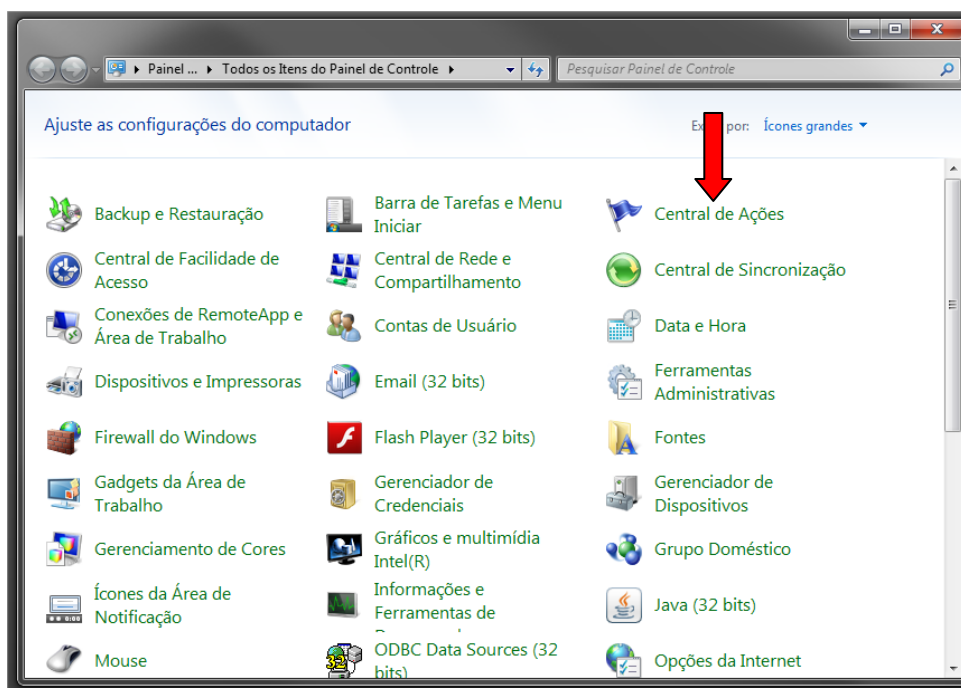 Painel ... ▸ Todos os Itens do Painel de Controle ▸
Pesquisar Painel de Controle
Ajuste as configurações do computador
por: Ícones grandes
Backup e Restauração
Barra de Tarefas e Menu
Iniciar
Central de Ações
Central de Facilidade de
Acesso
Central de Rede e
Compartilhamento
Central de Sincronização
Conexões de RemoteApp e
Área de Trabalho
Contas de Usuário
Data e Hora
Dispositivos e Impressoras
Email (32 bits)
Ferramentas
Administrativas
Firewall do Windows
Flash Player (32 bits)
Fontes
Gadgets da Área de
Trabalho
Gerenciador de
Credenciais
Gerenciador de
Dispositivos
Gerenciamento de Cores
Gráficos e multimídia
Intel(R)
Grupo Doméstico
Ícones da Área de
Notificação
Informações e
Ferramentas de
Java (32 bits)
Mouse
ODBC Data Sources (32
bits)
Opções da Internet